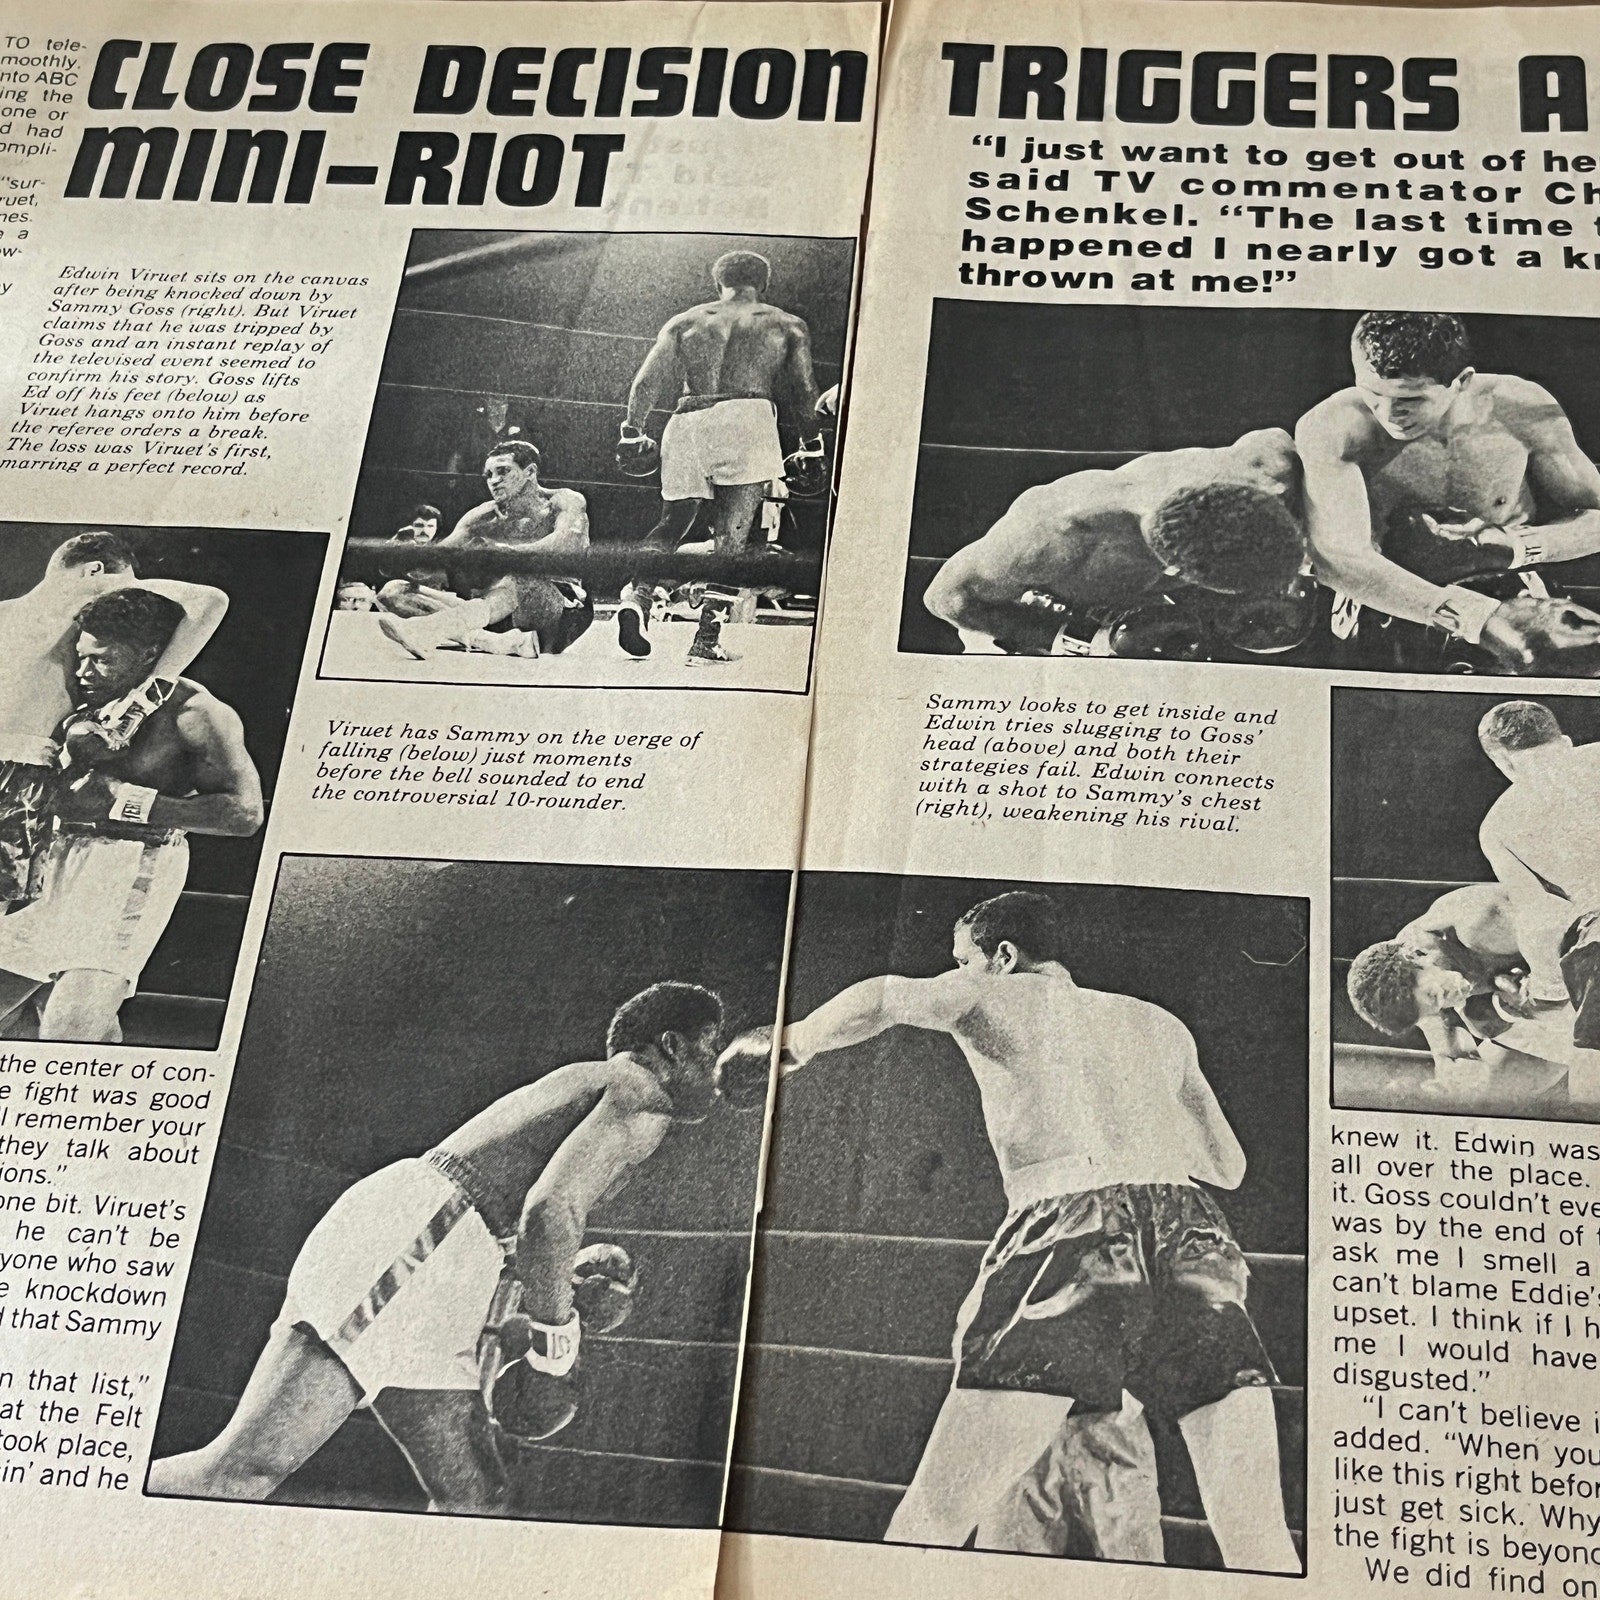 TO tele-
moothly.
nto ABC
ing the
one or
d had
ompli-
"sur-
ruet,
nes.
e a
ow-
y
CLOSE DECISION TRIGGERS A
MINI-RIOT
"I just want to get out of he
said TV commentator Ch
Schenkel. "The last time t
happened I nearly got a kn
thrown at me!"
Edwin Viruet sits on the canvas
after being knocked down by
Sammy Goss (right). But Viruet
claims that he was tripped by
Goss and an instant replay of
the televised event seemed to
confirm his story. Goss lifts
Ed off his feet (below) as
Viruet hangs onto him before
the referee orders a break.
The loss was Viruet's first,
marring a perfect record.
Viruet has Sammy on the verge of
falling (below) just moments
before the bell sounded to end
the controversial 10-rounder.
Sammy looks to get inside and
Edwin tries slugging to Goss'
head (above) and both their
strategies fail. Edwin connects
with a shot to Sammy's chest
(right), weakening his rival.
the center of con-
e fight was good
l remember your
they talk about
ions."
one bit. Viruet's
he can't be
yone who saw
e knockdown
d that Sammy
n that list,"
at the Felt
took place,
in' and he
knew it. Edwin was
all over the place.
it. Goss couldn't eve
was by the end of t
ask me I smell a
can't blame Eddie's
upset. I think if I h
me I would have
disgusted."
"I can't believe i
added. "When you
like this right befor
just get sick. Why
the fight is beyond
We did find on